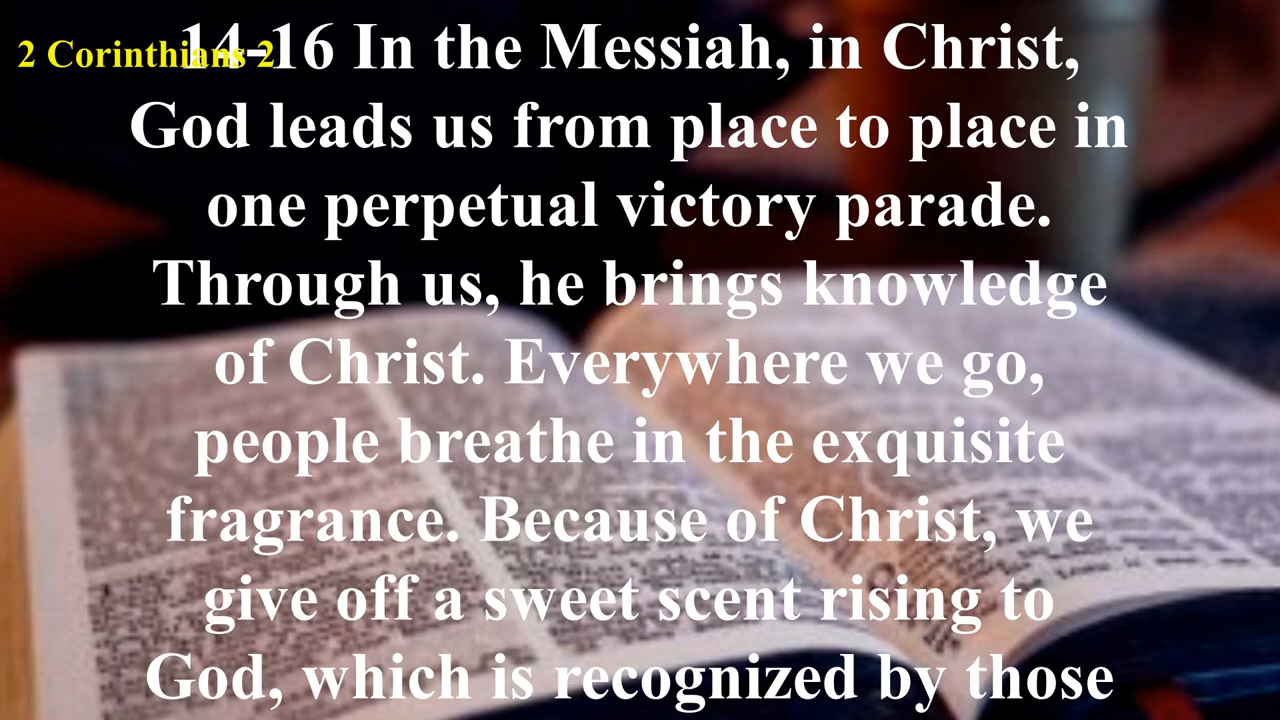 2 Corinthians 2
14-16 In the Messiah, in Christ,
God leads us from place to place in
one perpetual victory parade.
Through us, he brings knowledge
of Christ. Everywhere we go,
people breathe in the exquisite
fragrance. Because of Christ, we
give off a sweet scent rising to
God, which is recognized by those